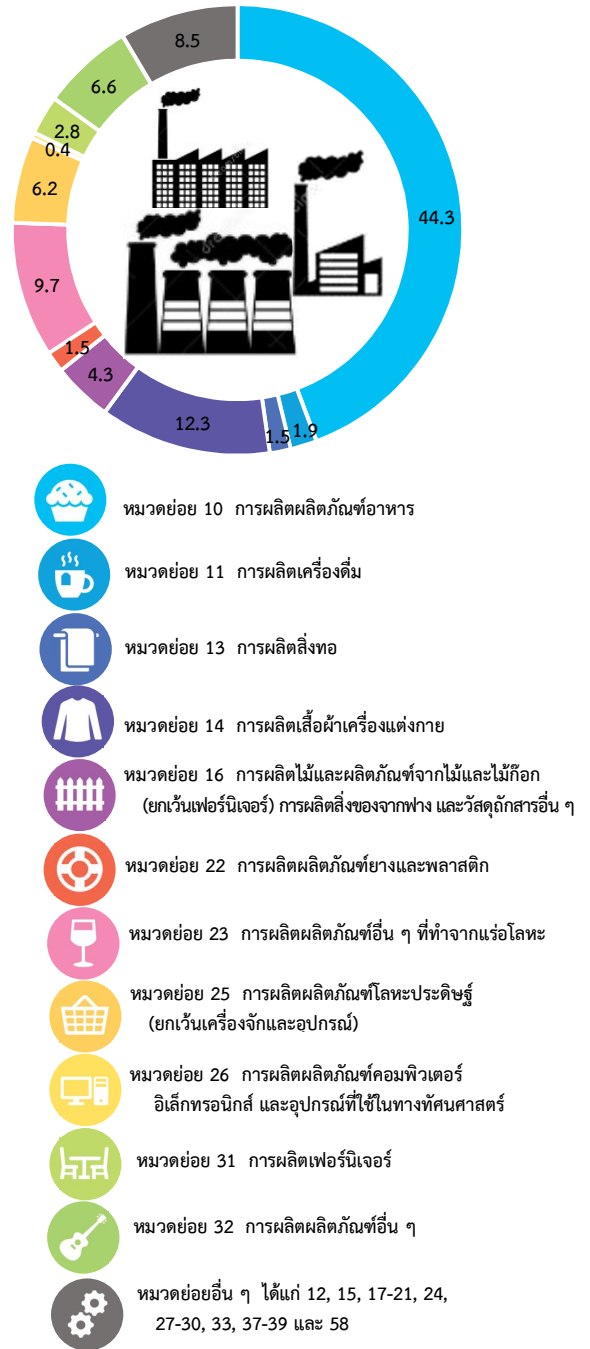 8.5
6.6
2.8
0.4
6.2
44.3
9.7
1.5
4.3
12.3
1.5
1.9
หมวดย่อย 10 การผลิตผลิตภัณฑ์อาหาร
หมวดย่อย 11 การผลิตเครื่องดื่ม
หมวดย่อย 13 การผลิตสิ่งทอ
หมวดย่อย 14 การผลิตเสื้อผ้าเครื่องแต่งกาย
หมวดย่อย 16 การผลิตไม้และผลิตภัณฑ์จากไม้และไม้ก๊อก
(ยกเว้นเฟอร์นิเจอร์) การผลิตสิ่งของจากฟาง และวัสดุถักสารอื่น ๆ
หมวดย่อย 22 การผลิตผลิตภัณฑ์ยางและพลาสติก
หมวดย่อย 23 การผลิตผลิตภัณฑ์อื่น ๆ ที่ทำจากแร่อโลหะ
หมวดย่อย 25 การผลิตผลิตภัณฑ์โลหะประดิษฐ์
(ยกเว้นเครื่องจักและอุปกรณ์)
หมวดย่อย 26 การผลิตผลิตภัณฑ์คอมพิวเตอร์
อิเล็กทรอนิกส์ และอุปกรณ์ที่ใช้ในทางทัศนศาสตร์
หมวดย่อย 31 การผลิตเฟอร์นิเจอร์
หมวดย่อย 32 การผลิตผลิตภัณฑ์อื่น ๆ
หมวดย่อยอื่น ๆ ได้แก่ 12, 15, 17-21, 24,
27-30, 33, 37-39 และ 58